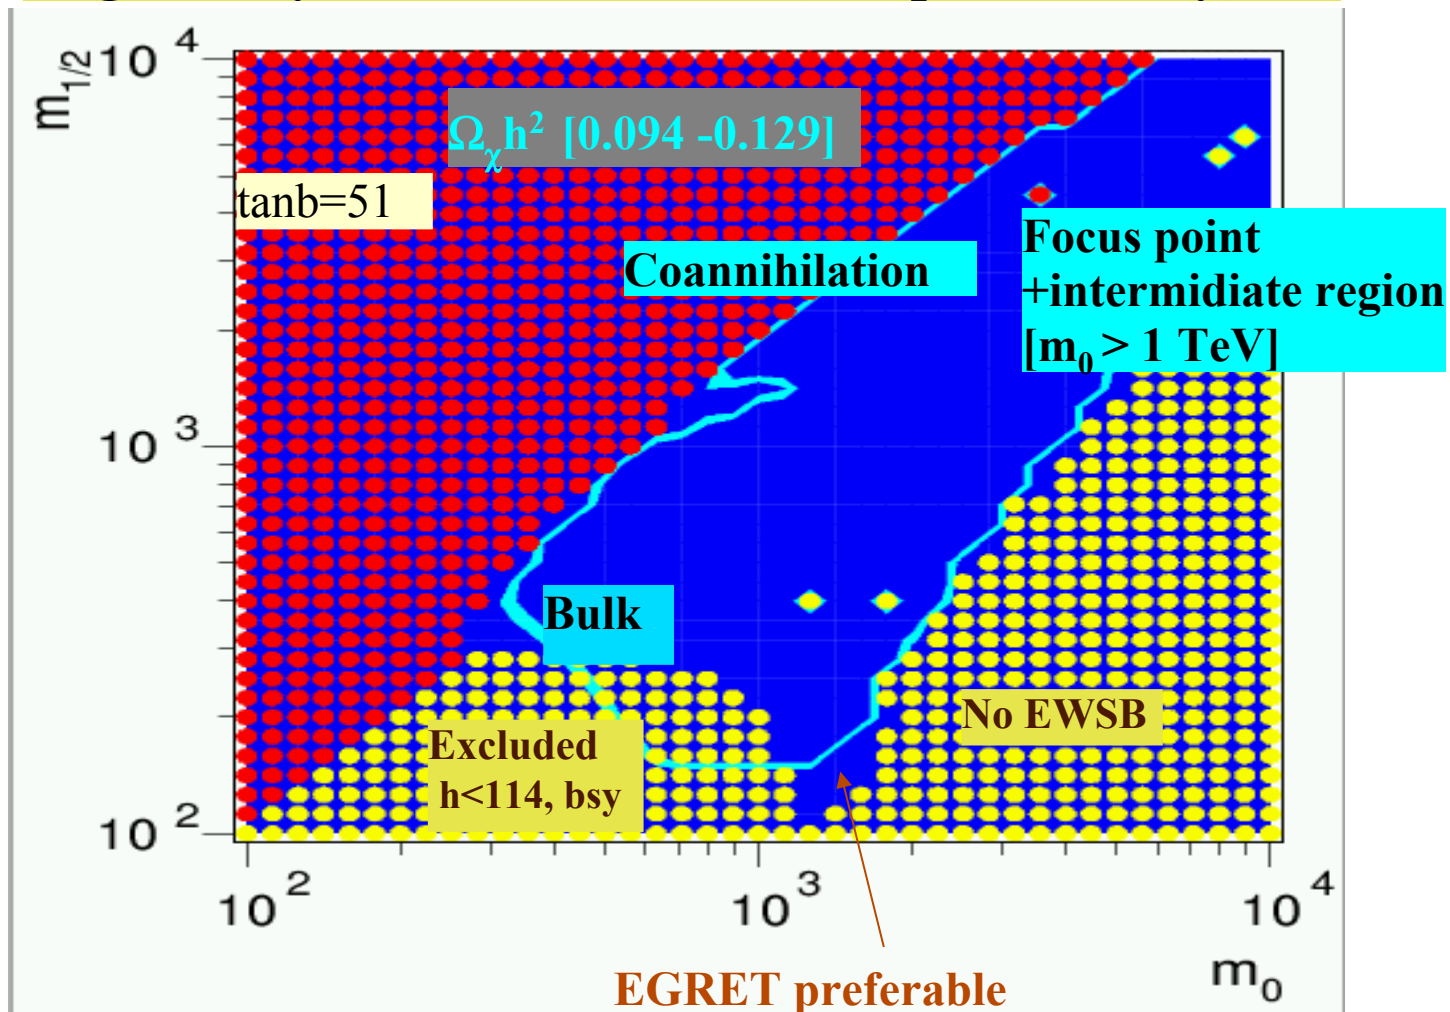 m1/2
10 4
Ωχh² [0.094 -0.129]
tanb=51
Coannihilation
Focus point
+intermidiate region
[m0 > 1 TeV]
10 3
Bulk
No EWSB
Excluded
h<114, bsy
10 2
10 2
10 3
10 4
m0
EGRET preferable